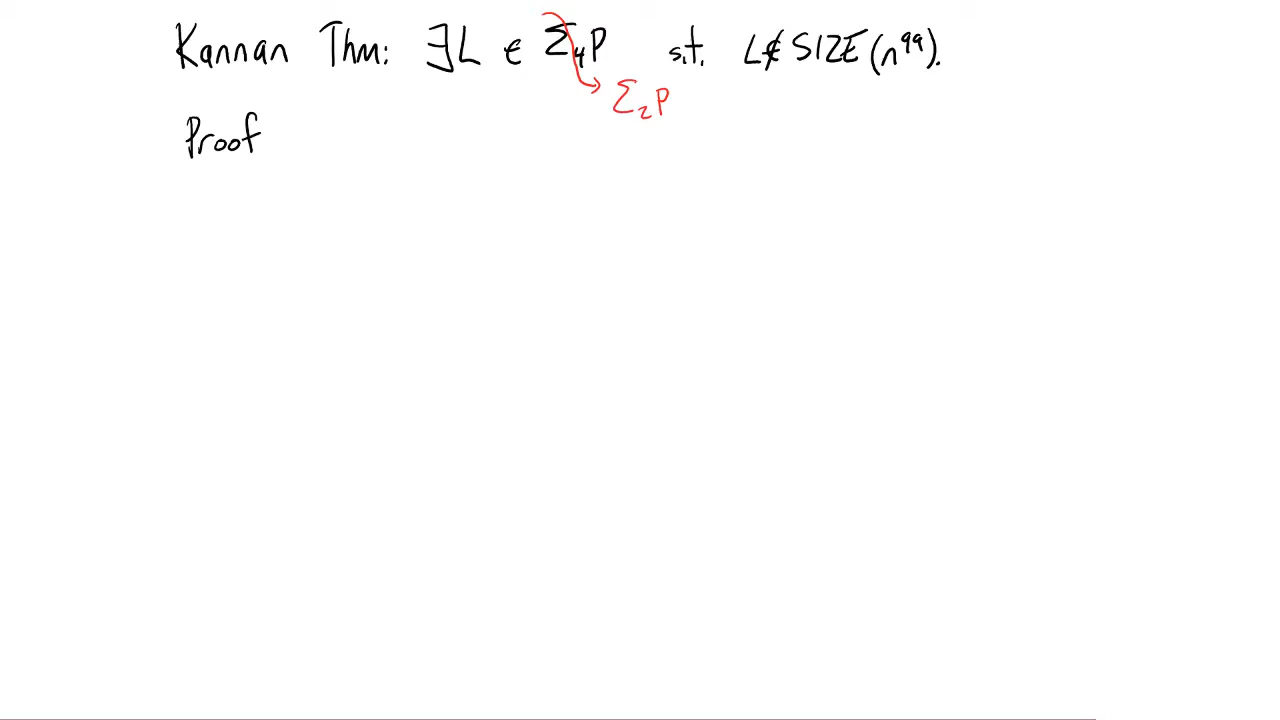 Kannan Thm: ∃L ∈ Σ₄P s.t. L∉ SIZE(n⁹⁹).
Σ₂P
Proof